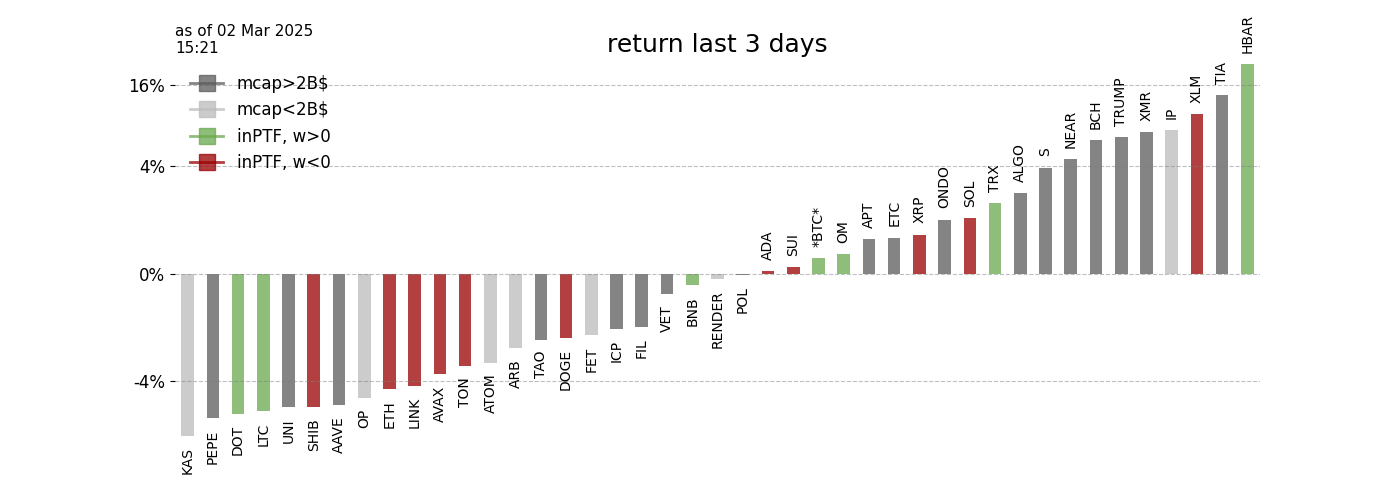 as of 02 Mar 2025
15:21
return last 3 days
mcap>2B$
mcap<2B$
inPTF, w>0
inPTF, w<0
16%
4%
0%
-4%
KAS
PEPE
DOT
LTC
UNI
SHIB
AAVE
OP
ETH
LINK
AVAX
TON
ATOM
ARB
TAO
DOGE
FET
ICP
FIL
VET
BNB
RENDER
POL
ADA
SUI
*BTC*
OM
APT
ETC
XRP
ONDO
SOL
TRX
ALGO
S
NEAR
BCH
TRUMP
XMR
IP
XLM
TIA
HBAR